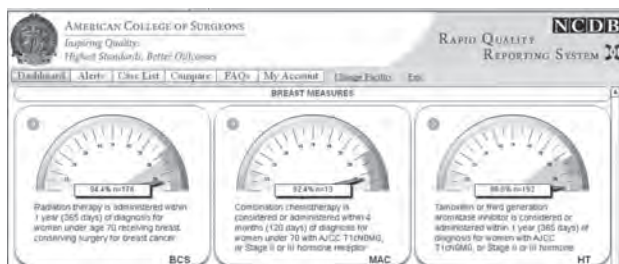 AMERICAN COLLEGE OF SURGEONS
Inspiring Quality:
Highest Standards, Better Outcomes
NCDB
RAPID QUALITY
REPORTING SYSTEM
Dashboard Alerts Case List Compare FAQs My Account Change Facility Exit
BREAST MEASURES
94.4% n=178
Radiation therapy is administered within
1 year (365 days) of diagnosis for
women under age 70 receiving breast
conserving surgery for breast cancer
BCS
92.4% n=13
Combination chemotherapy is
considered or administered within 4
months (120 days) of diagnosis for
women under 70 with AJCC T1cN0M0,
or Stage II or III hormone receptor
MAC
n=192
Tamoxifen or third generation
aromatase inhibitor is considered or
administered within 1 year (365 days) of
diagnosis for women with AJCC
T1cN0M0, or Stage II or III hormone
HT